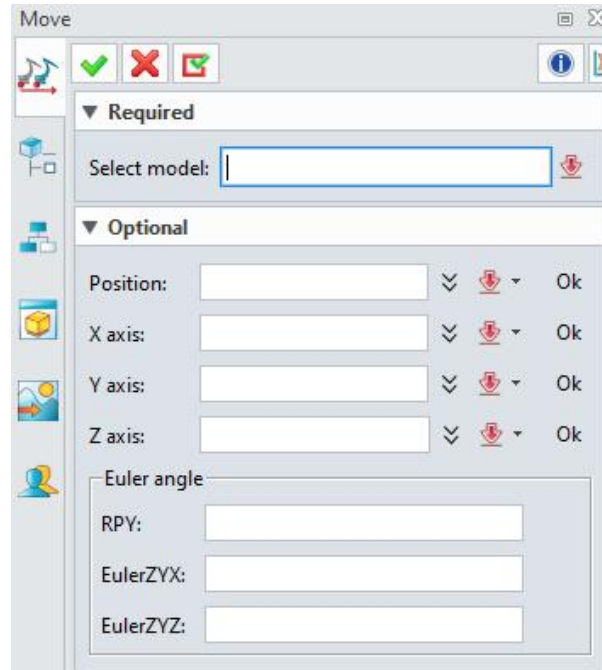 Move
Required
Select model:
Optional
Position: Ok
X axis: Ok
Y axis: Ok
Z axis: Ok
Euler angle
RPY:
EulerZYX:
EulerZYZ: